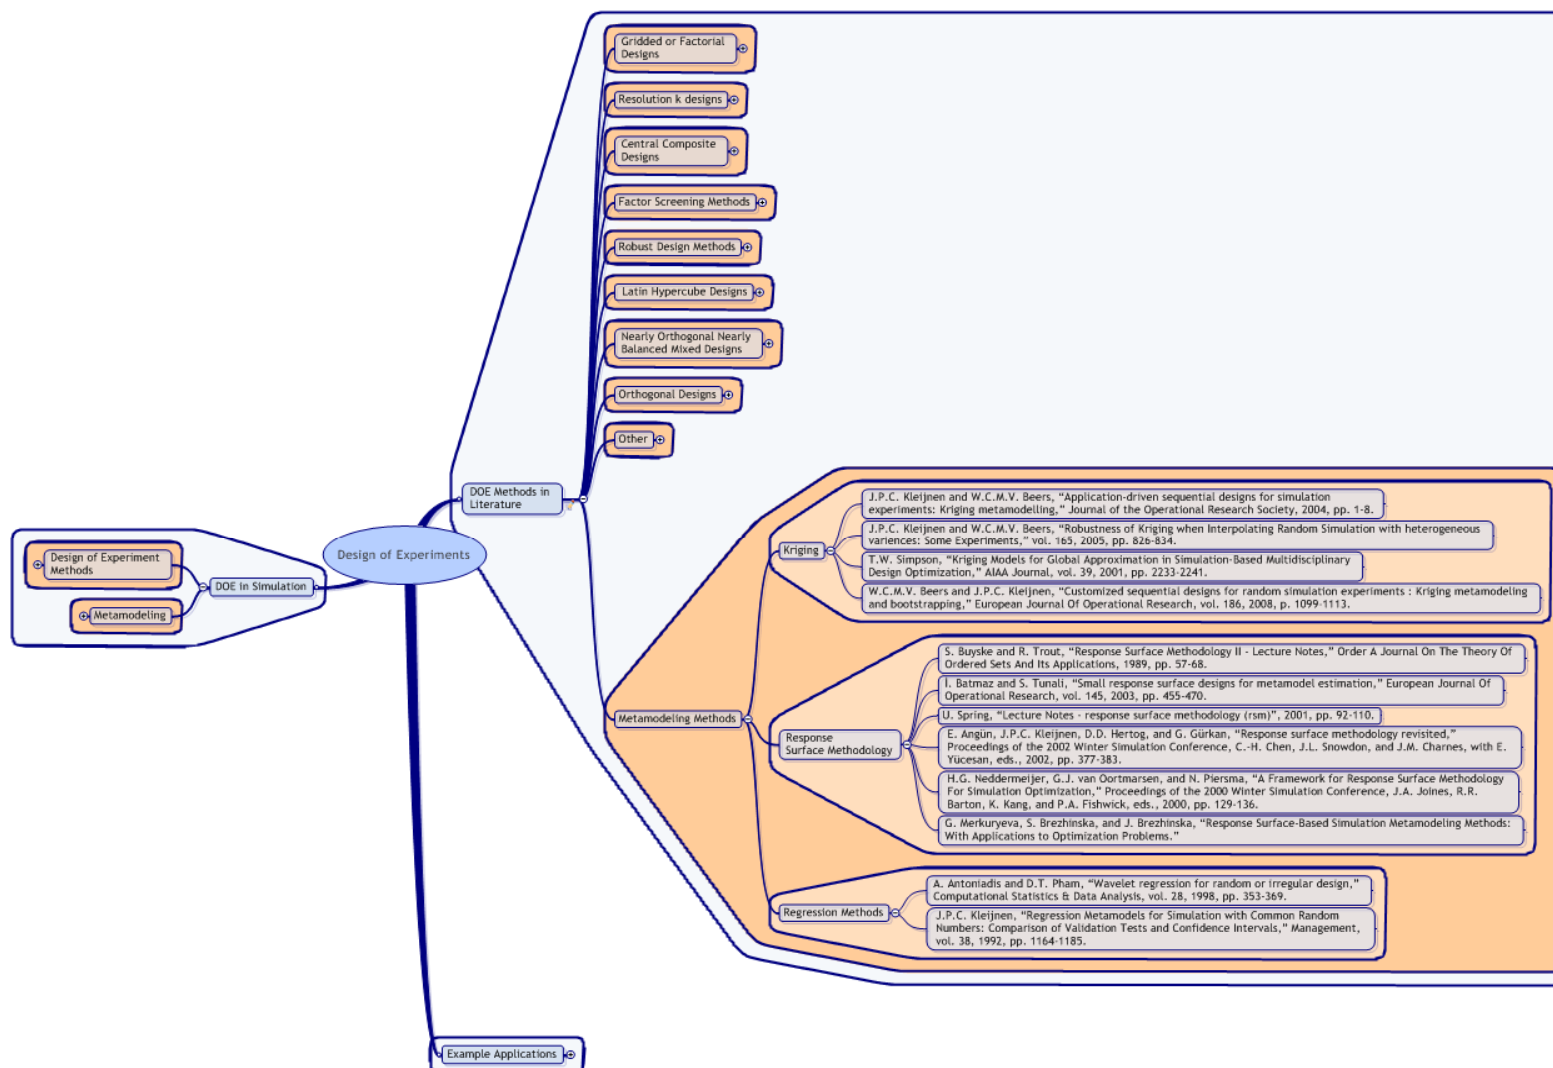 Gridded or Factorial
Designs
Resolution k designs
Central Composite
Designs
Factor Screening Methods
Robust Design Methods
Latin Hypercube Designs
Nearly Orthogonal Nearly
Balanced Mixed Designs
Orthogonal Designs
Other
DOE Methods in
Literature
Design of Experiments
Design of Experiment
Methods
DOE in Simulation
Metamodeling
Kriging
J.P.C. Kleijnen and W.C.M.V. Beers, “Application-driven sequential designs for simulation
experiments: Kriging metamodelling,” Journal of the Operational Research Society, 2004, pp. 1-8.
J.P.C. Kleijnen and W.C.M.V. Beers, “Robustness of Kriging when Interpolating Random Simulation with heterogeneous
variences: Some Experiments,” vol. 165, 2005, pp. 826-834.
T.W. Simpson, “Kriging Models for Global Approximation in Simulation-Based Multidisciplinary
Design Optimization,” AIAA Journal, vol. 39, 2001, pp. 2233-2241.
W.C.M.V. Beers and J.P.C. Kleijnen, “Customized sequential designs for random simulation experiments : Kriging metamodeling
and bootstrapping,” European Journal Of Operational Research, vol. 186, 2008, p. 1099-1113.
Metamodeling Methods
Response
Surface Methodology
S. Buyske and R. Trout, “Response Surface Methodology II - Lecture Notes,” Order A Journal On The Theory Of
Ordered Sets And Its Applications, 1989, pp. 57-68.
I. Batmaz and S. Tunali, “Small response surface designs for metamodel estimation,” European Journal Of
Operational Research, vol. 145, 2003, pp. 455-470.
U. Spring, “Lecture Notes - response surface methodology (rsm)”, 2001, pp. 92-110.
E. Angün, J.P.C. Kleijnen, D.D. Hertog, and G. Gürkan, “Response surface methodology revisited,”
Proceedings of the 2002 Winter Simulation Conference, C.-H. Chen, J.L. Snowdon, and J.M. Charnes, with E.
Yücesan, eds., 2002, pp. 377-383.
H.G. Neddermeijer, G.J. van Oortmarsen, and N. Piersma, “A Framework for Response Surface Methodology
For Simulation Optimization,” Proceedings of the 2000 Winter Simulation Conference, J.A. Joines, R.R.
Barton, K. Kang, and P.A. Fishwick, eds., 2000, pp. 129-136.
G. Merkuryeva, S. Brezhinska, and J. Brezhinska, “Response Surface-Based Simulation Metamodeling Methods:
With Applications to Optimization Problems.”
Regression Methods
A. Antoniadis and D.T. Pham, “Wavelet regression for random or irregular design,”
Computational Statistics & Data Analysis, vol. 28, 1998, pp. 353-369.
J.P.C. Kleijnen, “Regression Metamodels for Simulation with Common Random
Numbers: Comparison of Validation Tests and Confidence Intervals,” Management,
vol. 38, 1992, pp. 1164-1185.
Example Applications